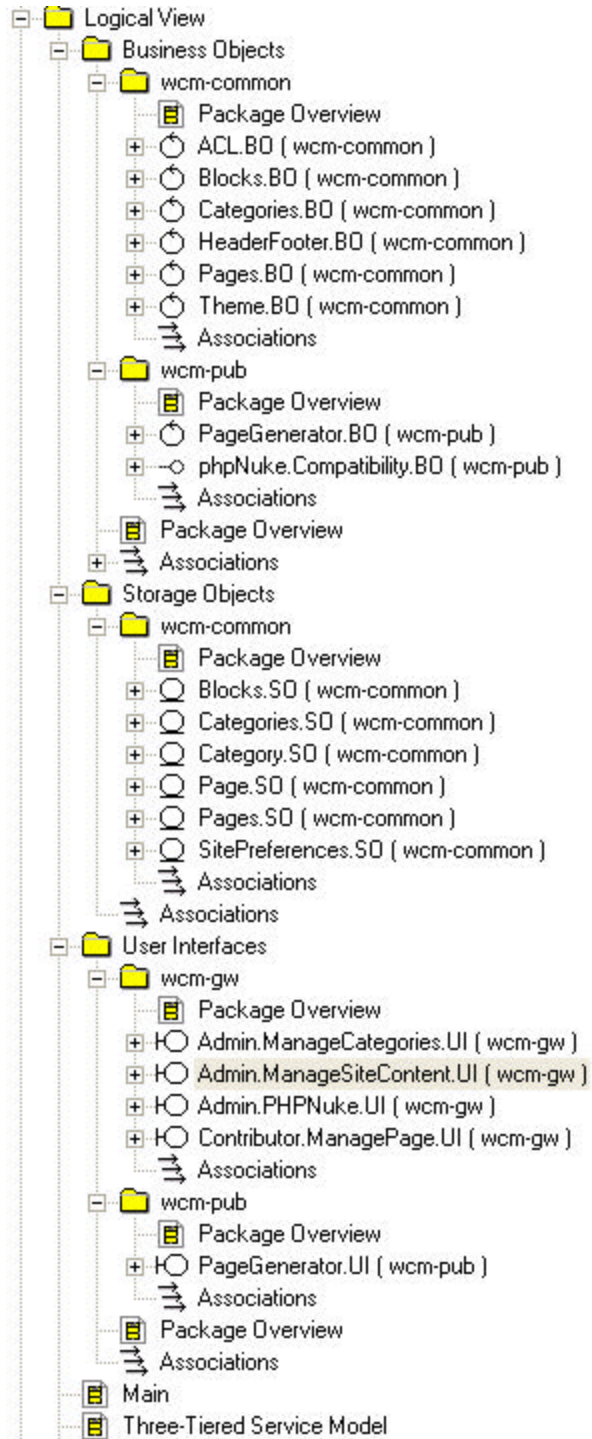 Logical View
Business Objects
wcm-common
Package Overview
ACL.BO ( wcm-common )
Blocks.BO ( wcm-common )
Categories.BO ( wcm-common )
HeaderFooter.BO ( wcm-common )
Pages.BO ( wcm-common )
Theme.BO ( wcm-common )
Associations
wcm-pub
Package Overview
PageGenerator.BO ( wcm-pub )
phpNuke.Compatibility.BO ( wcm-pub )
Associations
Package Overview
Associations
Storage Objects
wcm-common
Package Overview
Blocks.SO ( wcm-common )
Categories.SO ( wcm-common )
Category.SO ( wcm-common )
Page.SO ( wcm-common )
Pages.SO ( wcm-common )
SitePreferences.SO ( wcm-common )
Associations
Associations
User Interfaces
wcm-gw
Package Overview
Admin.ManageCategories.UI ( wcm-gw )
Admin.ManageSiteContent.UI ( wcm-gw )
Admin.PHPNuke.UI ( wcm-gw )
Contributor.ManagePage.UI ( wcm-gw )
Associations
wcm-pub
Package Overview
PageGenerator.UI ( wcm-pub )
Associations
Package Overview
Associations
Main
Three-Tiered Service Model